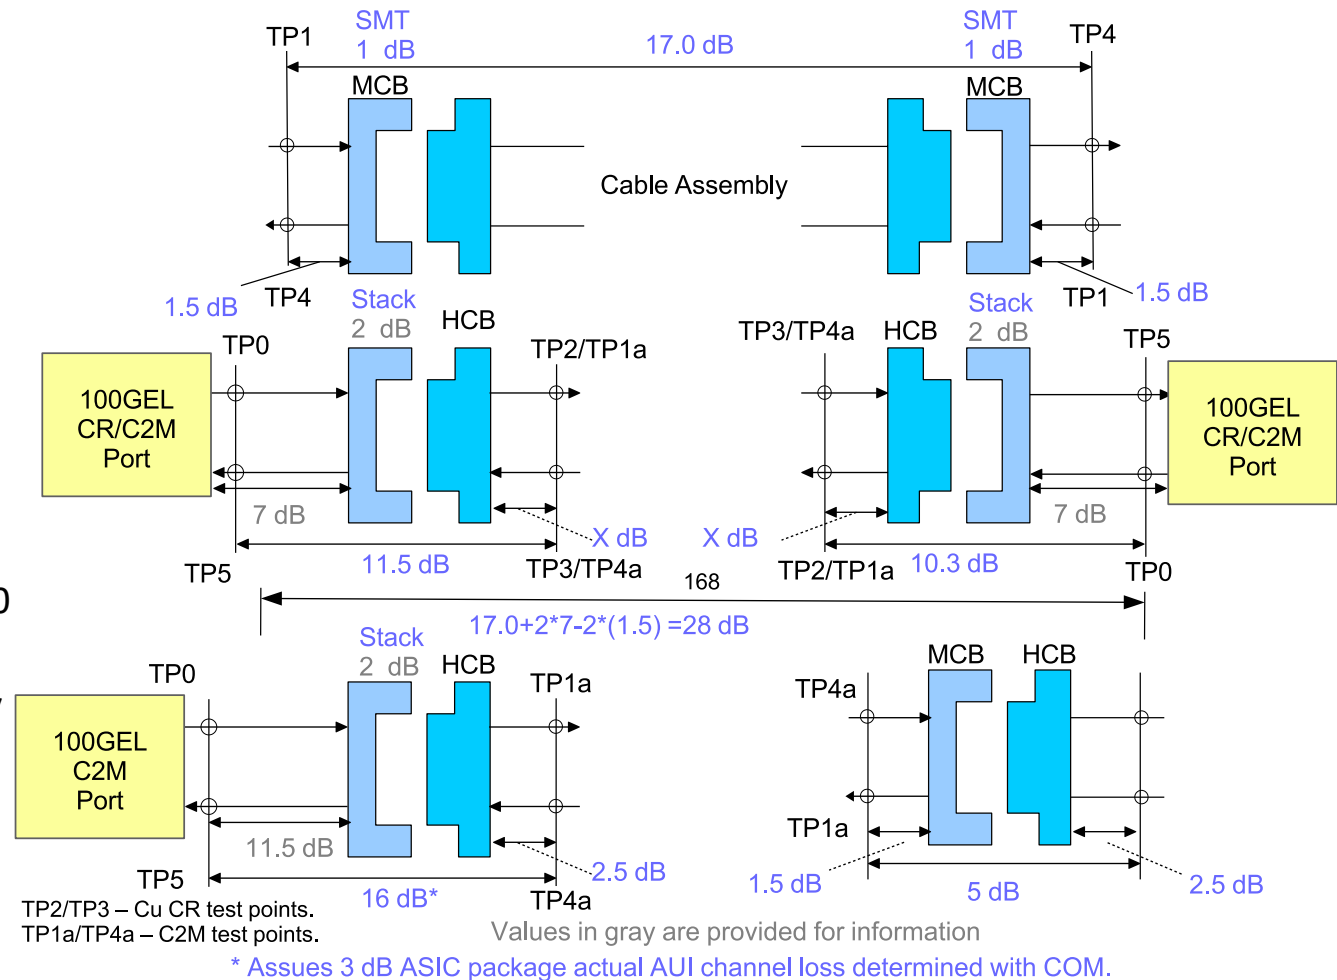 SMT
1 dB
SMT
1 dB
TP1
17.0 dB
TP4
MCB
MCB
Cable Assembly
1.5 dB
TP4
TP1
1.5 dB
Stack
2 dB
HCB
TP0
TP2/TP1a
TP3/TP4a
HCB
Stack
2 dB
TP5
100GEL
CR/C2M
Port
100GEL
CR/C2M
Port
7 dB
X dB
X dB
7 dB
TP5
11.5 dB
TP3/TP4a
TP2/TP1a
10.3 dB
TP0
168
0
17.0+2*7-2*(1.5) =28 dB
Stack
2 dB
HCB
TP0
TP1a
MCB
HCB
TP4a
100GEL
C2M
Port
11.5 dB
2.5 dB
TP1a
1.5 dB
5 dB
2.5 dB
TP5
16 dB*
TP4a
TP2/TP3 – Cu CR test points.
TP1a/TP4a – C2M test points.
Values in gray are provided for information
* Assues 3 dB ASIC package actual AUI channel loss determined with COM.